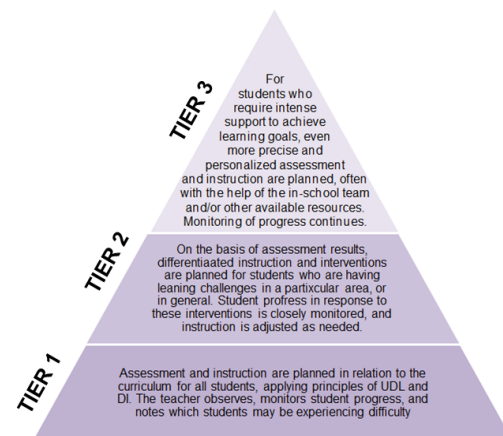 TIER 3
For
students who
require intense
support to achieve
learning goals, even
more precise and
personalized assessment
and instruction are planned, often
with the help of the in-school team
and/or other available resources.
Monitoring of progress continues.
TIER 2
On the basis of assessment results,
differentiaated instruction and interventions
are planned for students who are having
leaning challenges in a partixcular area, or
in general. Student profress in response to
these interventions is closely monitored, and
instruction is adjusted as needed.
TIER 1
Assessment and instruction are planned in relation to the
curriculum for all students, applying principles of UDL and
DI. The teacher observes, monitors student progress, and
notes which students may be experiencing difficulty